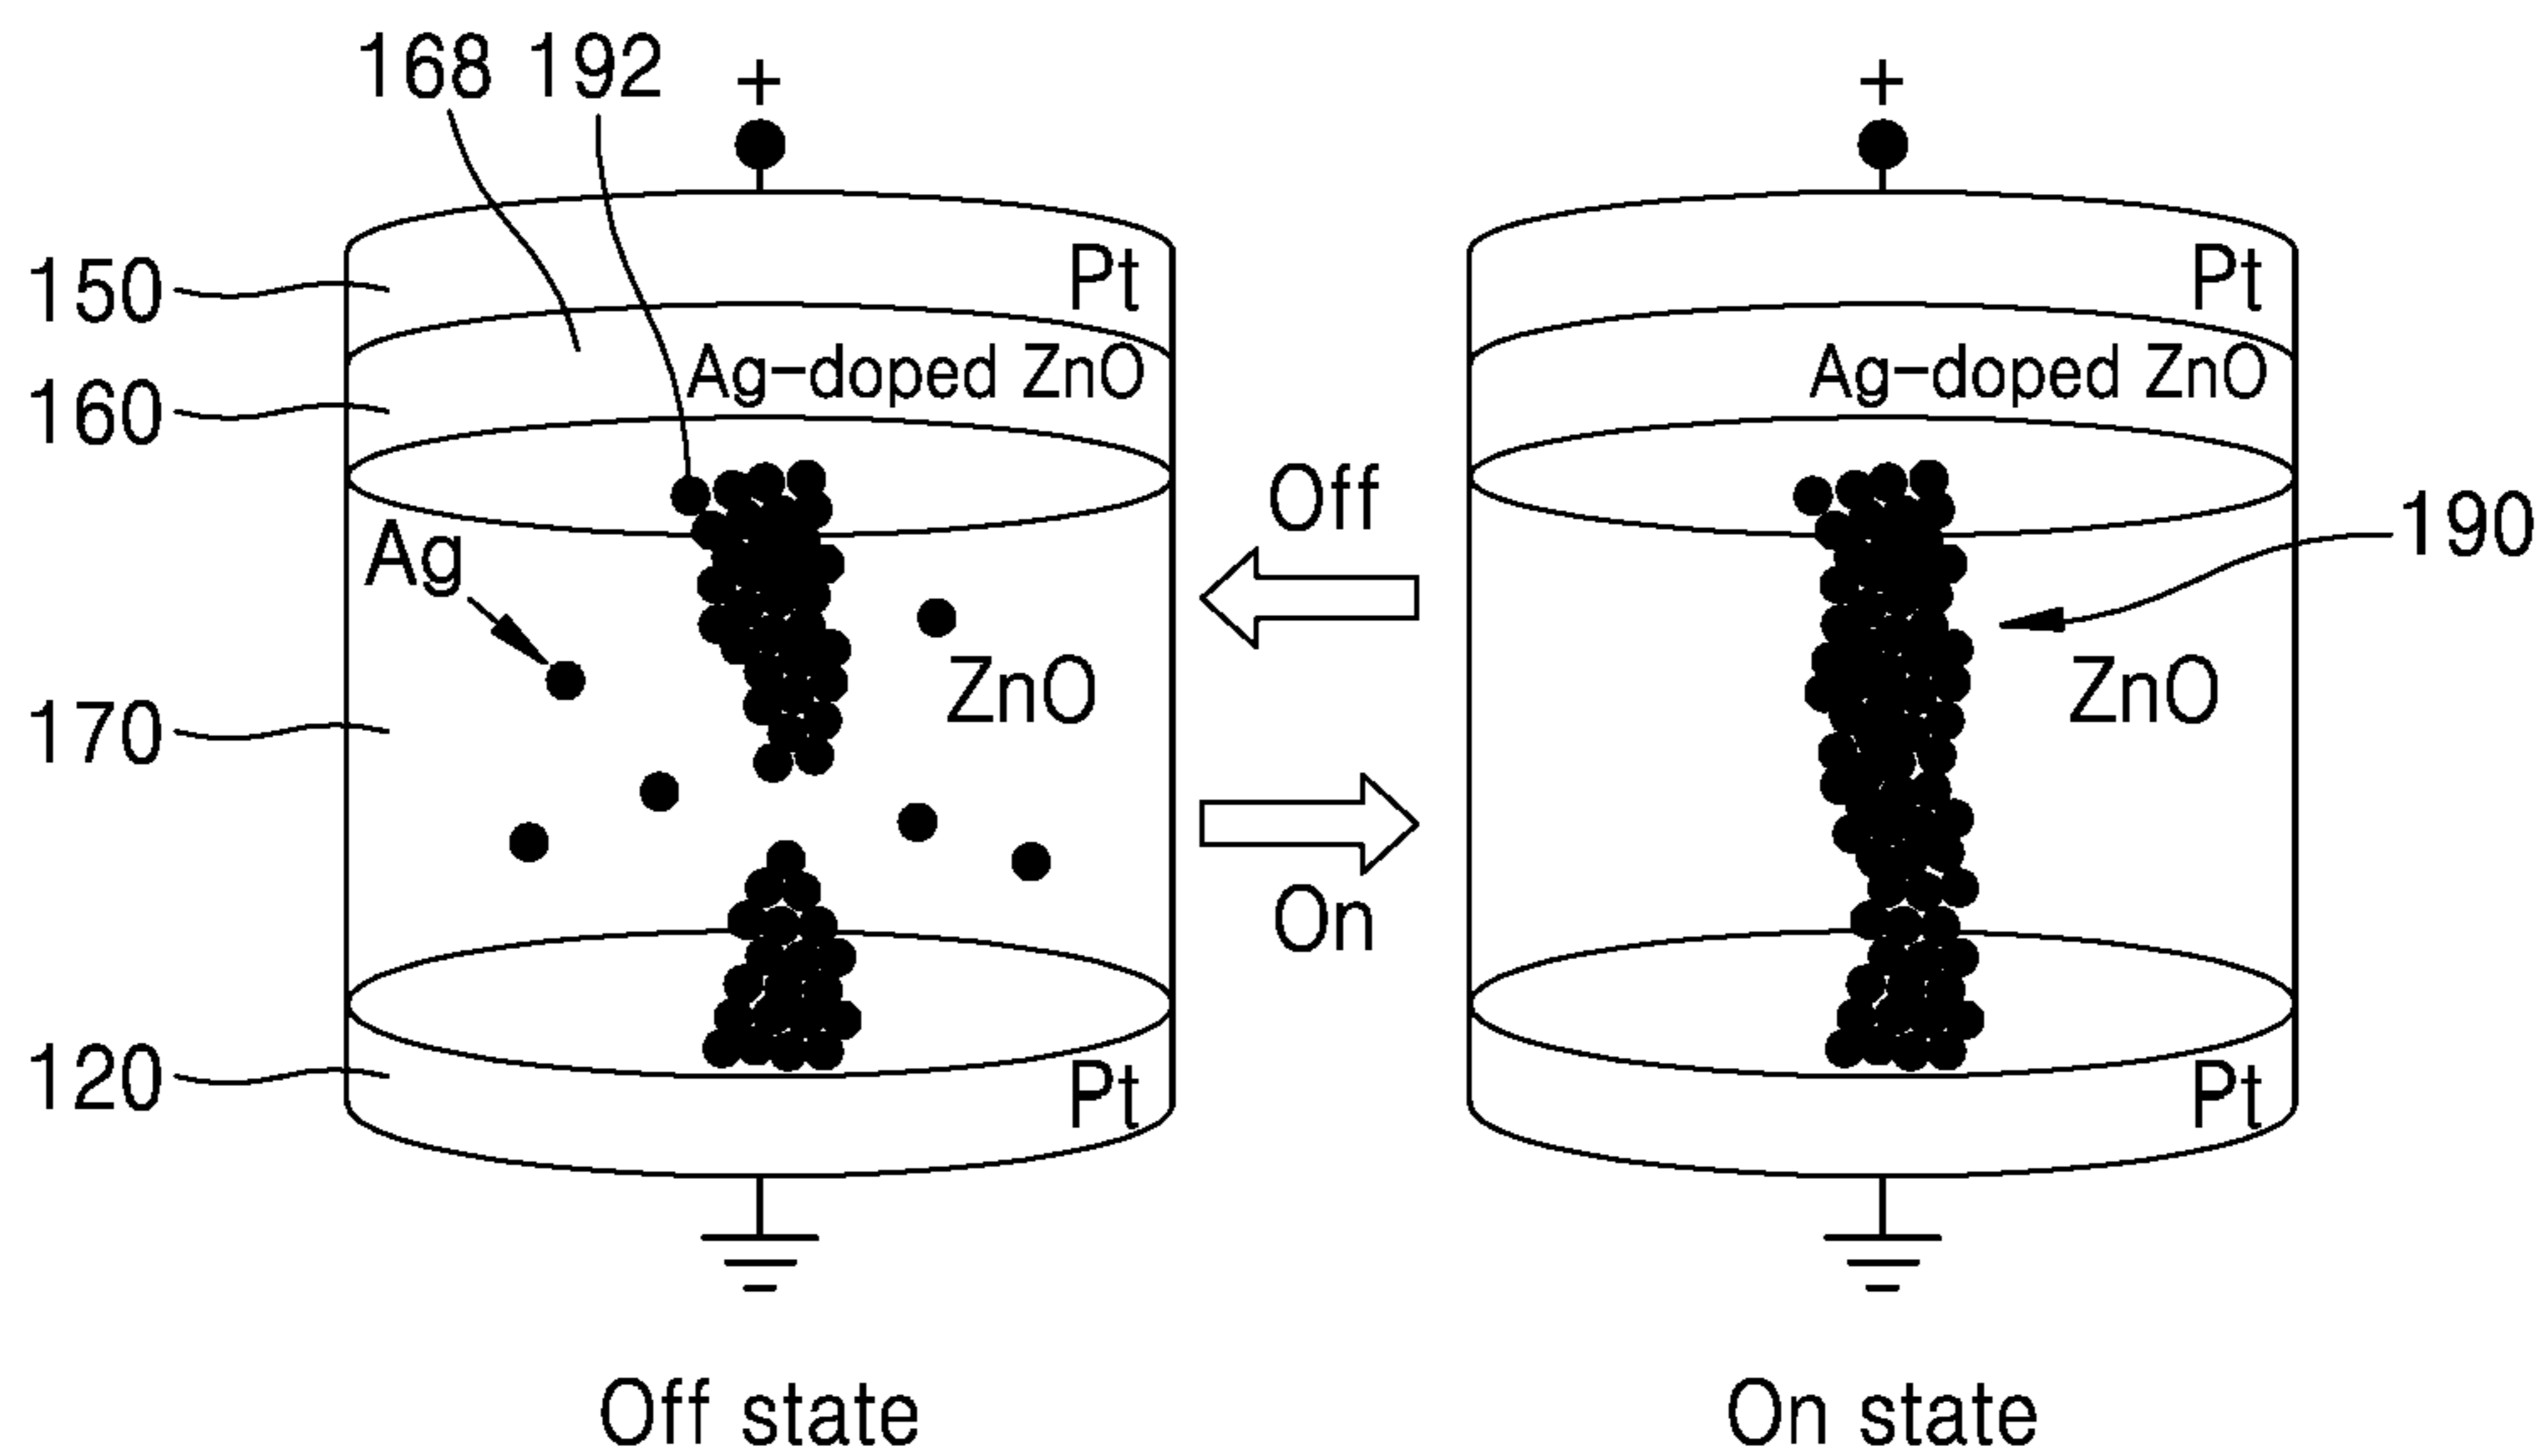 168 192 + +
150 Pt Pt
160 Ag-doped ZnO Ag-doped ZnO
Off
190
Ag
ZnO ZnO
170
On
120 Pt Pt
Off state On state